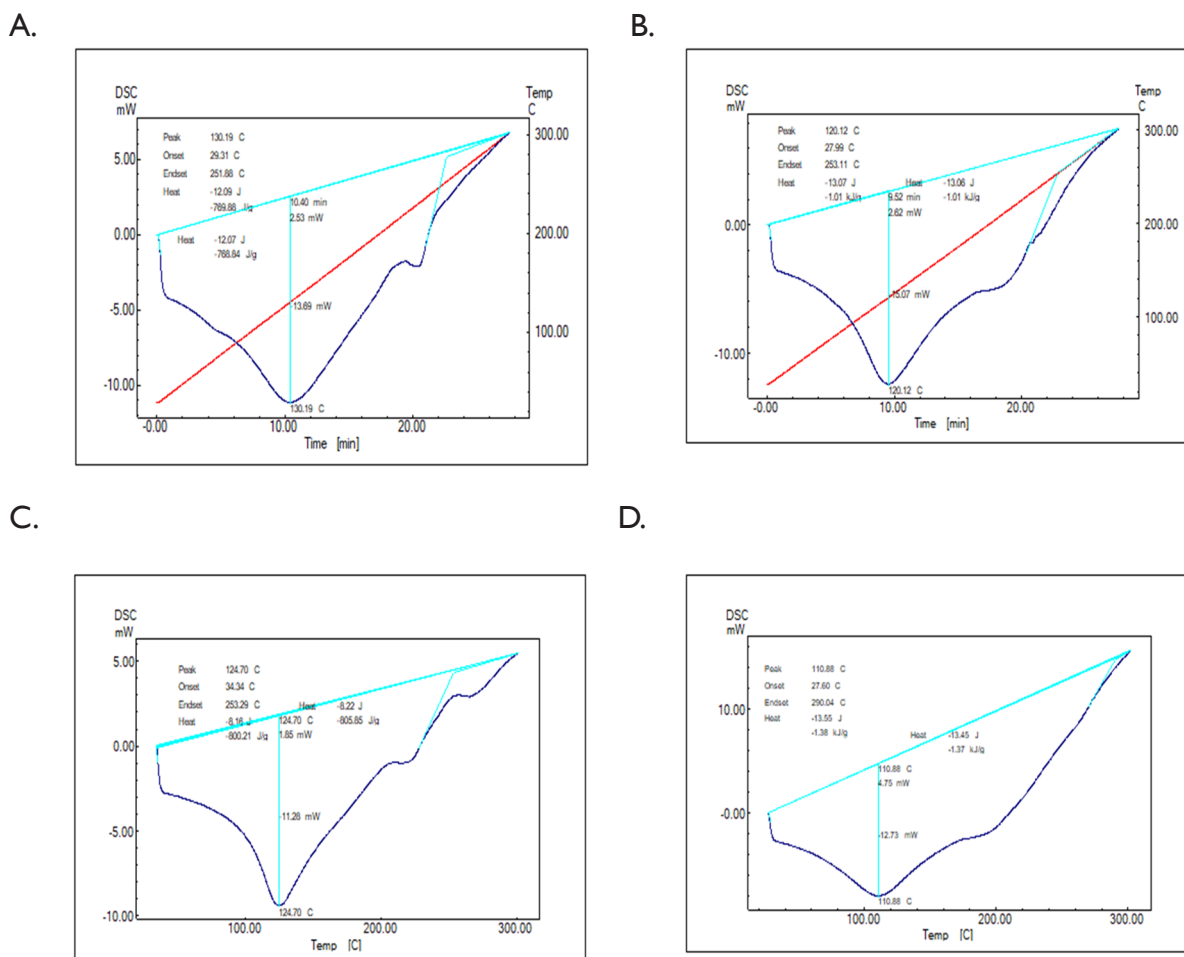 A.
DSC
mW
Temp
C
Peak 130.19 C
Onset 29.31 C
Endset 251.88 C
Heat -12.09 J
-769.88 J/g
Heat -12.07 J
-768.84 J/g
10.40 min
2.53 mW
-13.69 mW
130.19 C
5.00
0.00
-5.00
-10.00
300.00
200.00
100.00
-0.00 10.00 20.00
Time [min]
B.
DSC
mW
Temp
C
Peak 120.12 C
Onset 27.99 C
Endset 253.11 C
Heat -13.07 J
-1.01 kJ/g
Heat -13.06 J
-1.01 kJ/g
9.52 min
2.62 mW
-15.07 mW
120.12 C
0.00
-10.00
300.00
200.00
100.00
-0.00 10.00 20.00
Time [min]
C.
DSC
mW
Peak 124.70 C
Onset 34.34 C
Endset 253.29 C
Heat -8.16 J
-800.21 J/g
Heat -8.22 J
-805.85 J/g
124.70 C
1.85 mW
-11.28 mW
124.70 C
5.00
0.00
-5.00
-10.00
100.00 200.00 300.00
Temp [C]
D.
DSC
mW
Peak 110.88 C
Onset 27.60 C
Endset 290.04 C
Heat -13.55 J
-1.38 kJ/g
Heat -13.45 J
-1.37 kJ/g
110.88 C
4.75 mW
-12.73 mW
110.88 C
10.00
-0.00
100.00 200.00 300.00
Temp [C]